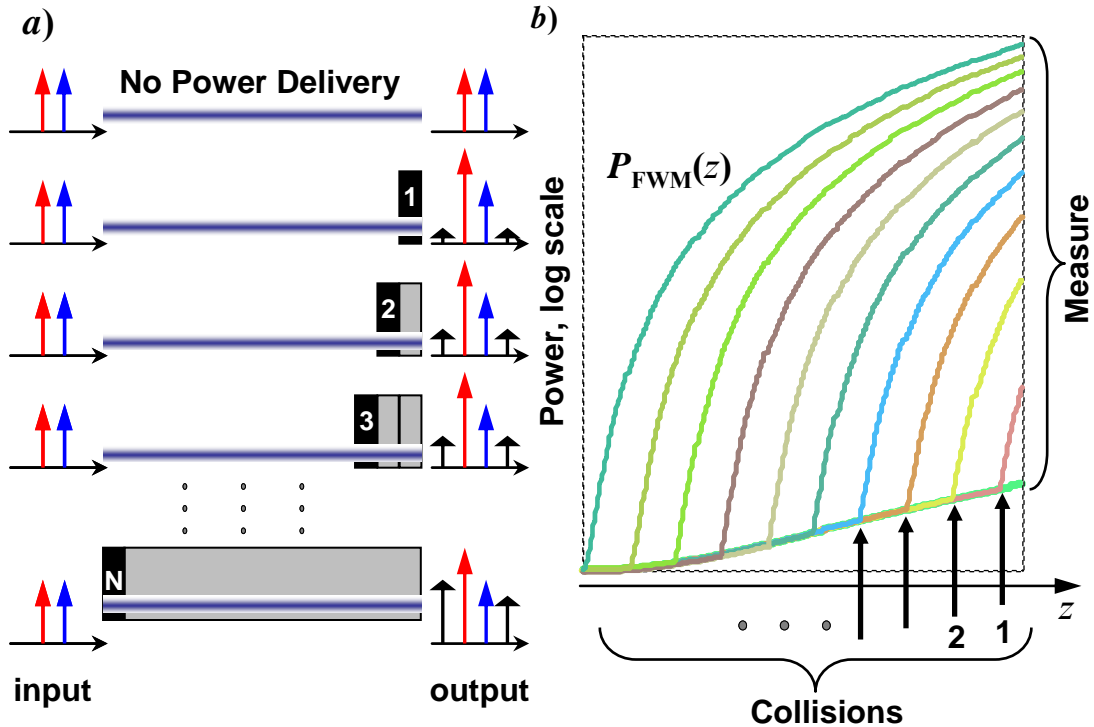 a)
No Power Delivery
1
2
3
N
input
output
b)
Power, log scale
P_FWM(z)
Measure
z
2
1
Collisions